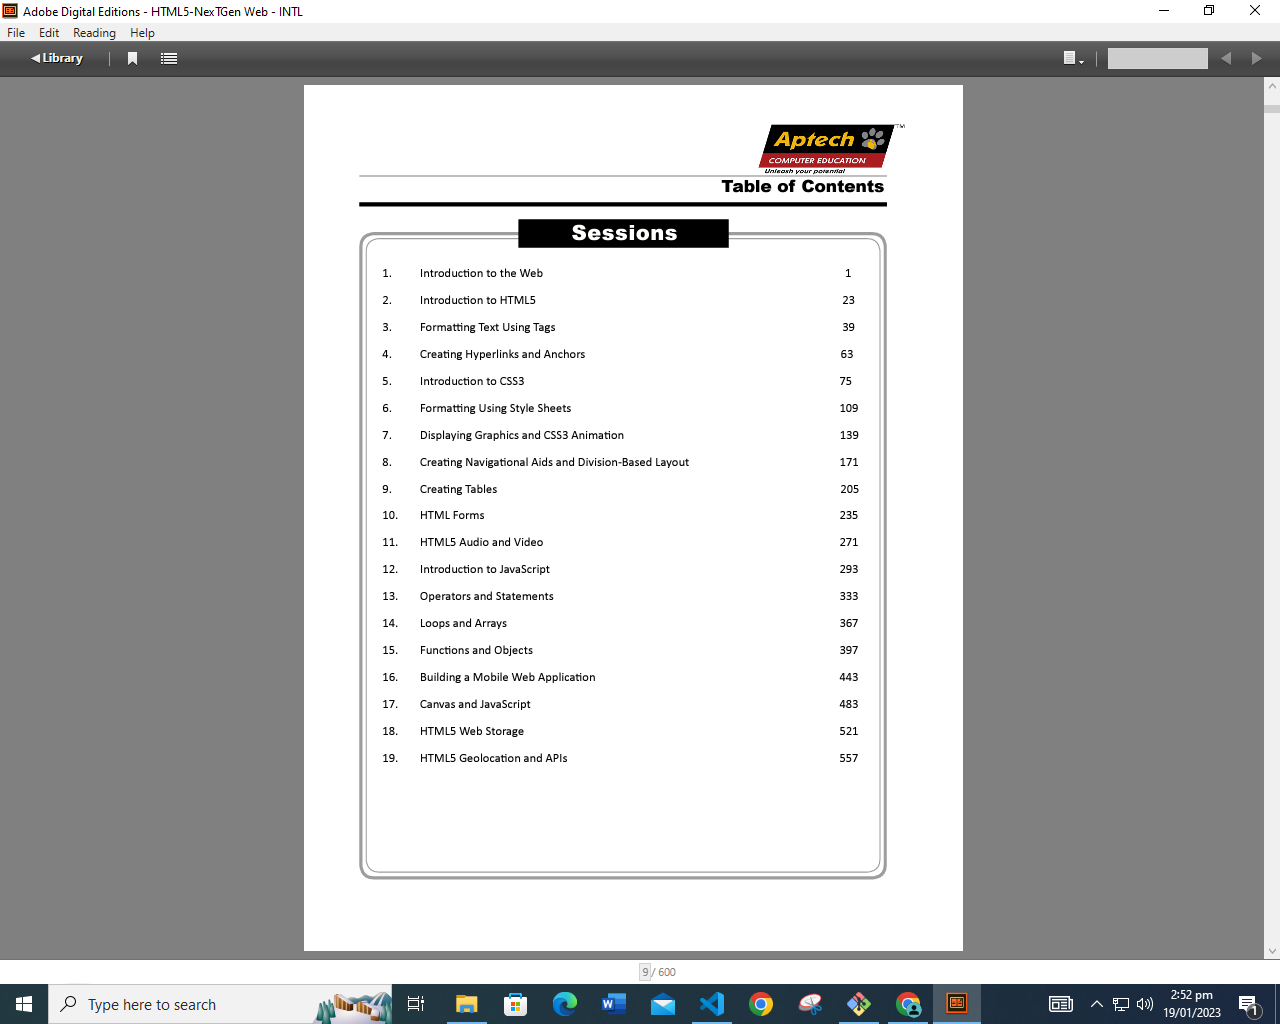 Adobe Digital Editions - HTML5-NexTGen Web - INTL
File Edit Reading Help
Library
Aptech ™
COMPUTER EDUCATION
Unleash your potential
Table of Contents
Sessions
1. Introduction to the Web 1
2. Introduction to HTML5 23
3. Formatting Text Using Tags 39
4. Creating Hyperlinks and Anchors 63
5. Introduction to CSS3 75
6. Formatting Using Style Sheets 109
7. Displaying Graphics and CSS3 Animation 139
8. Creating Navigational Aids and Division-Based Layout 171
9. Creating Tables 205
10. HTML Forms 235
11. HTML5 Audio and Video 271
12. Introduction to JavaScript 293
13. Operators and Statements 333
14. Loops and Arrays 367
15. Functions and Objects 397
16. Building a Mobile Web Application 443
17. Canvas and JavaScript 483
18. HTML5 Web Storage 521
19. HTML5 Geolocation and APIs 557
9 / 600
Type here to search
2:52 pm
19/01/2023
1